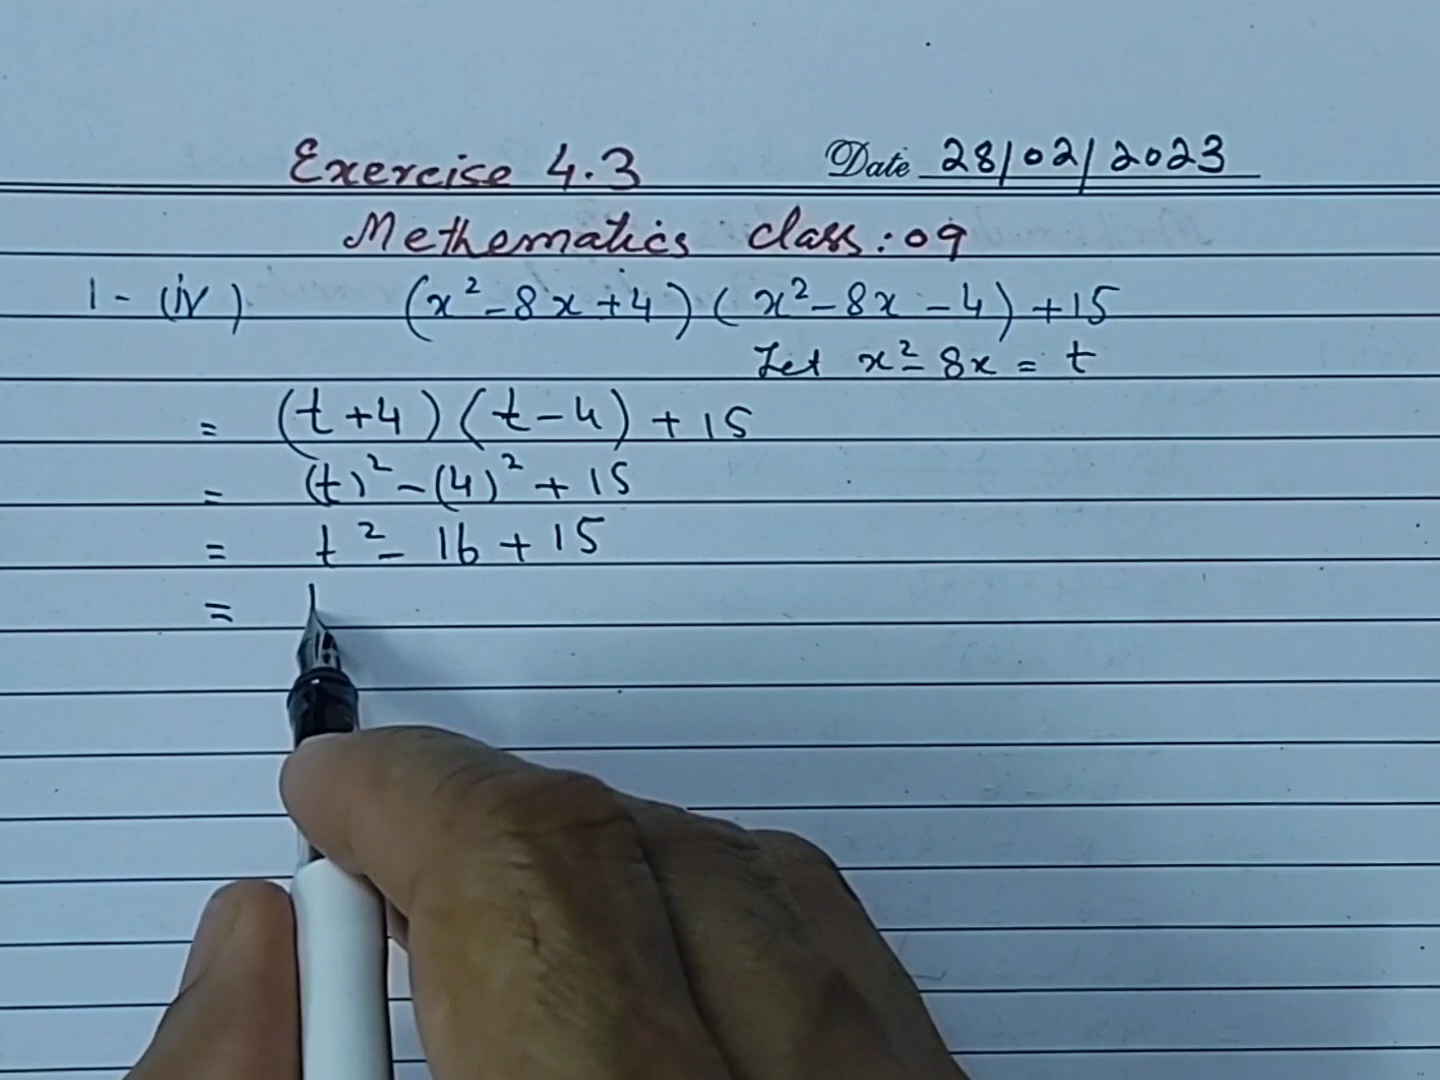 Exercise 4.3 Date 28/02/2023
Methematics class: 09
1- (iv) (x²-8x+4)(x²-8x-4)+15
Let x²-8x = t
= (t+4)(t-4)+15
= (t)²-(4)²+15
= t²-16+15
=